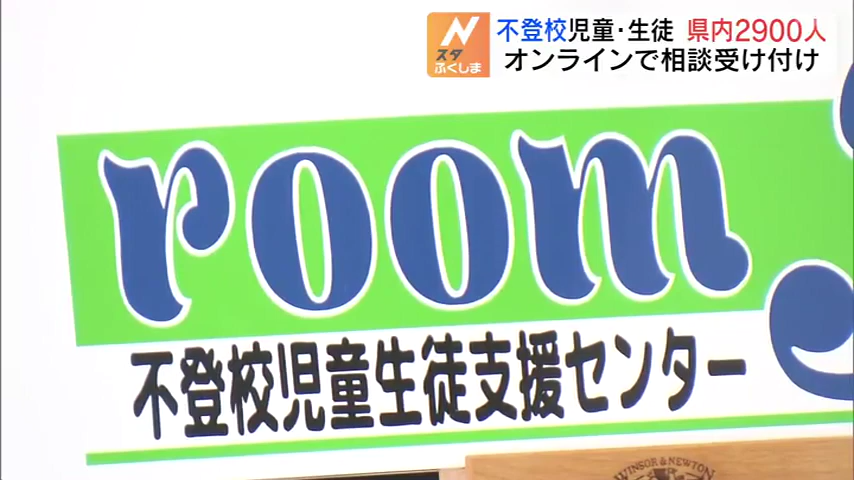 N
スタ
ふくしま
不登校児童・生徒 県内2900人
オンラインで相談受け付け
room
不登校児童生徒支援センター
WINSOR & NEWTON